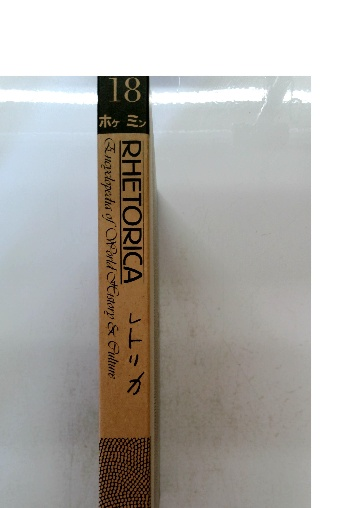 18
ホケ ミン
RHETORICA
レトリカ
Encyclopedia of World History & Culture